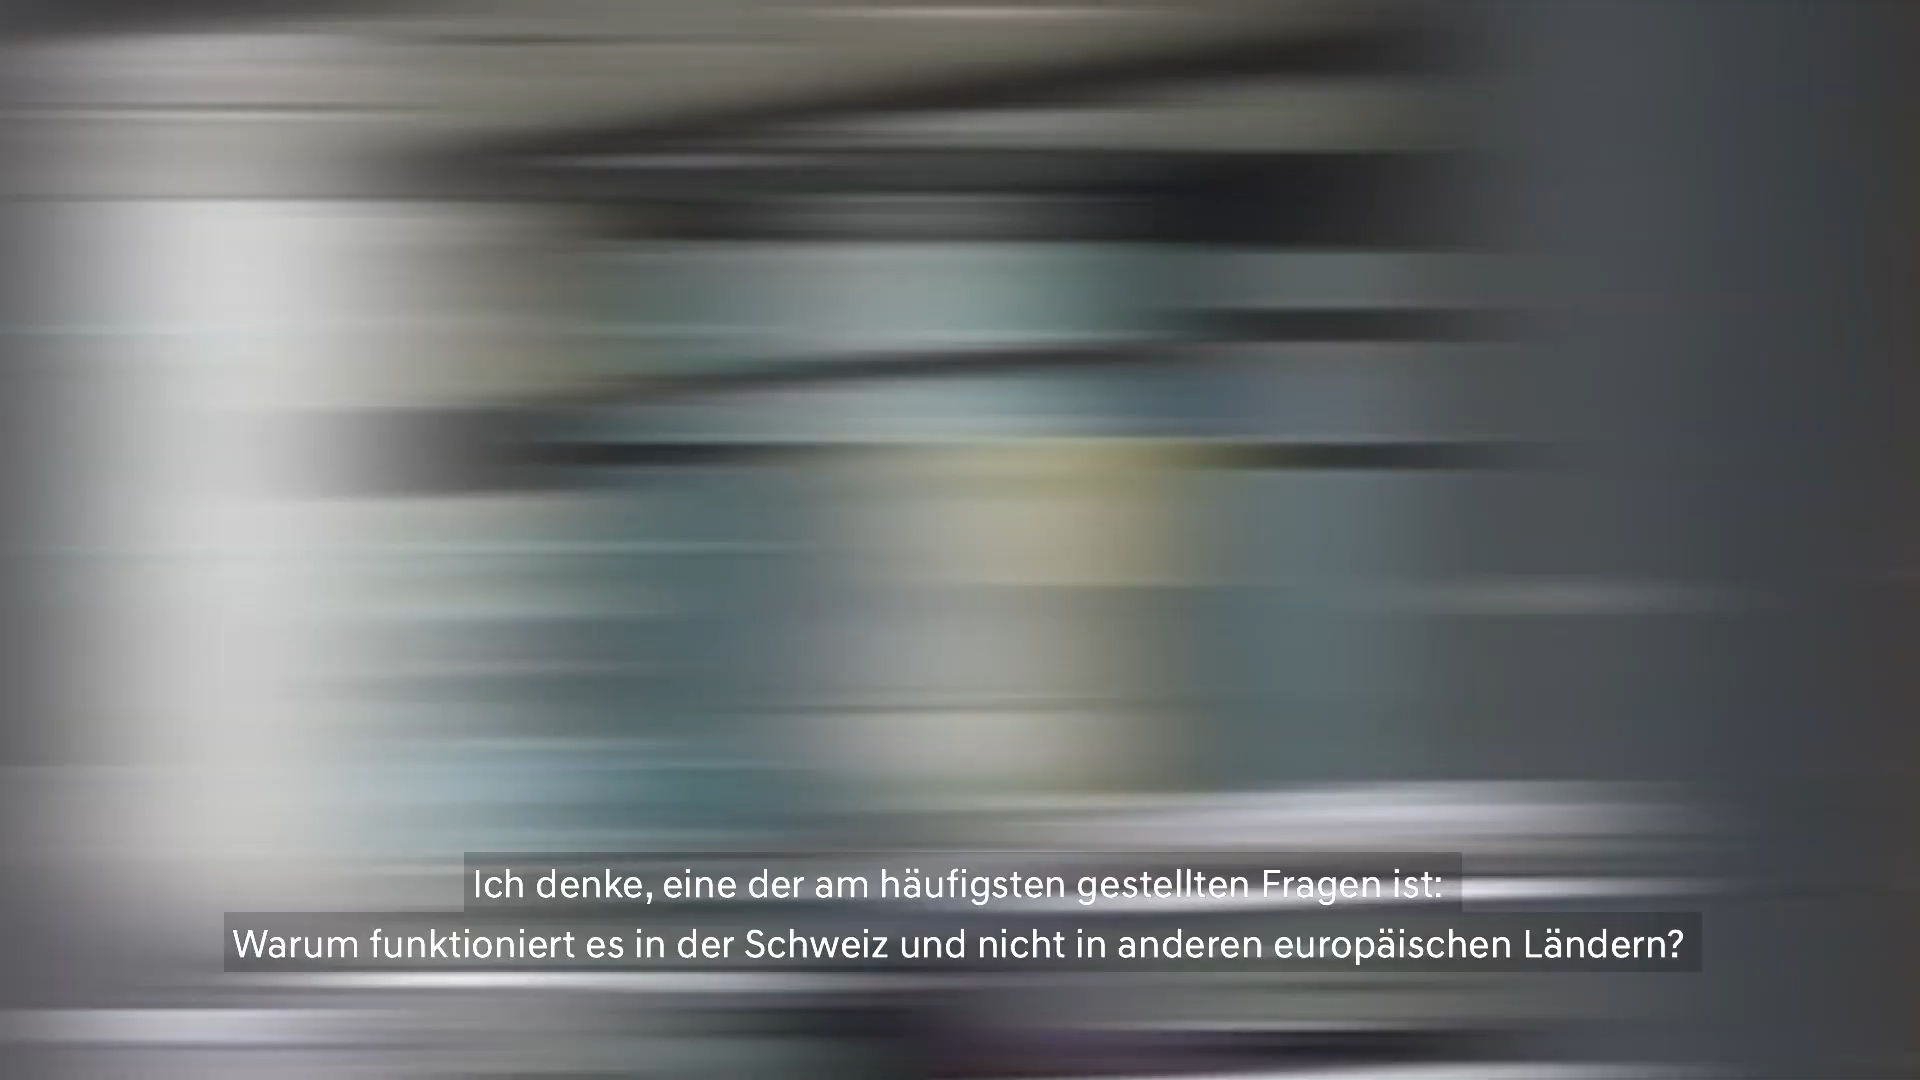 Ich denke, eine der am häufigsten gestellten Fragen ist:
Warum funktioniert es in der Schweiz und nicht in anderen europäischen Ländern?